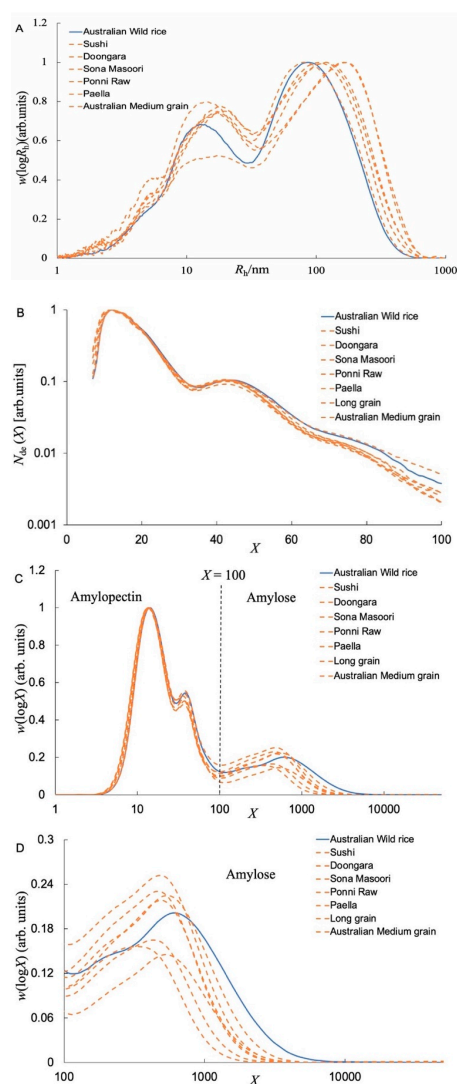 A
Australian Wild rice
Sushi
Doongara
Sona Masoori
Ponni Raw
Paella
Australian Medium grain
w(logRh)(arb.units)
1.2
1
0.8
0.6
0.4
0.2
0
1
10
100
1000
Rh/nm
B
Australian Wild rice
Sushi
Doongara
Sona Masoori
Ponni Raw
Paella
Long grain
Australian Medium grain
Nde(X) [arb.units]
1
0.1
0.01
0.001
0
20
40
60
80
100
X
C
X = 100
Amylopectin
Amylose
Australian Wild rice
Sushi
Doongara
Sona Masoori
Ponni Raw
Paella
Long grain
Australian Medium grain
w(logX) (arb. units)
1.2
1
0.8
0.6
0.4
0.2
0
1
10
100
1000
10000
X
D
Amylose
Australian Wild rice
Sushi
Doongara
Sona Masoori
Ponni Raw
Paella
Long grain
Australian Medium grain
w(logX) (arb. units)
0.3
0.24
0.18
0.12
0.06
0
100
1000
10000
X